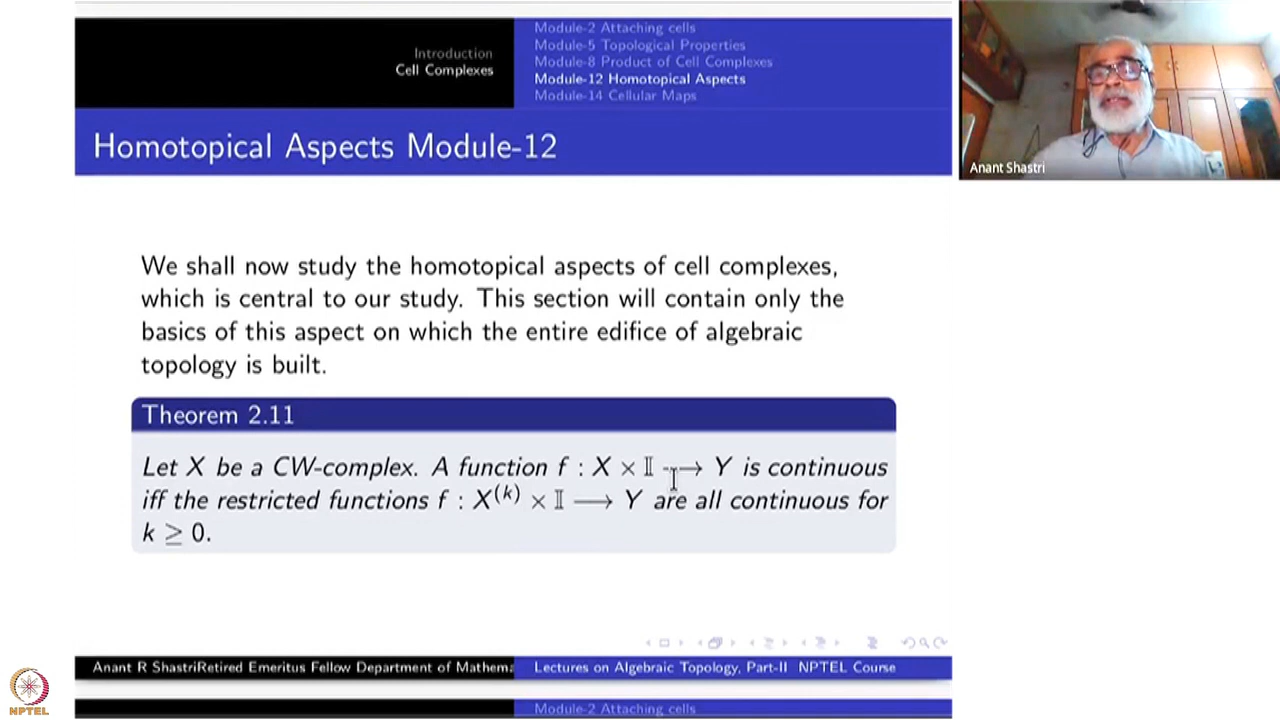 Introduction
Cell Complexes
Module-2 Attaching cells
Module-5 Topological Properties
Module-8 Product of Cell Complexes
Module-12 Homotopical Aspects
Module-14 Cellular Maps
Homotopical Aspects Module-12
Anant Shastri
We shall now study the homotopical aspects of cell complexes,
which is central to our study. This section will contain only the
basics of this aspect on which the entire edifice of algebraic
topology is built.
Theorem 2.11
Let X be a CW-complex. A function f : X × 𝕀 ⟶ Y is continuous
iff the restricted functions f : X⁽ᵏ⁾ × 𝕀 ⟶ Y are all continuous for
k ≥ 0.
Anant R ShastriRetired Emeritus Fellow Department of Mathema
Lectures on Algebraic Topology, Part-II NPTEL Course
NPTEL
Module-2 Attaching cells